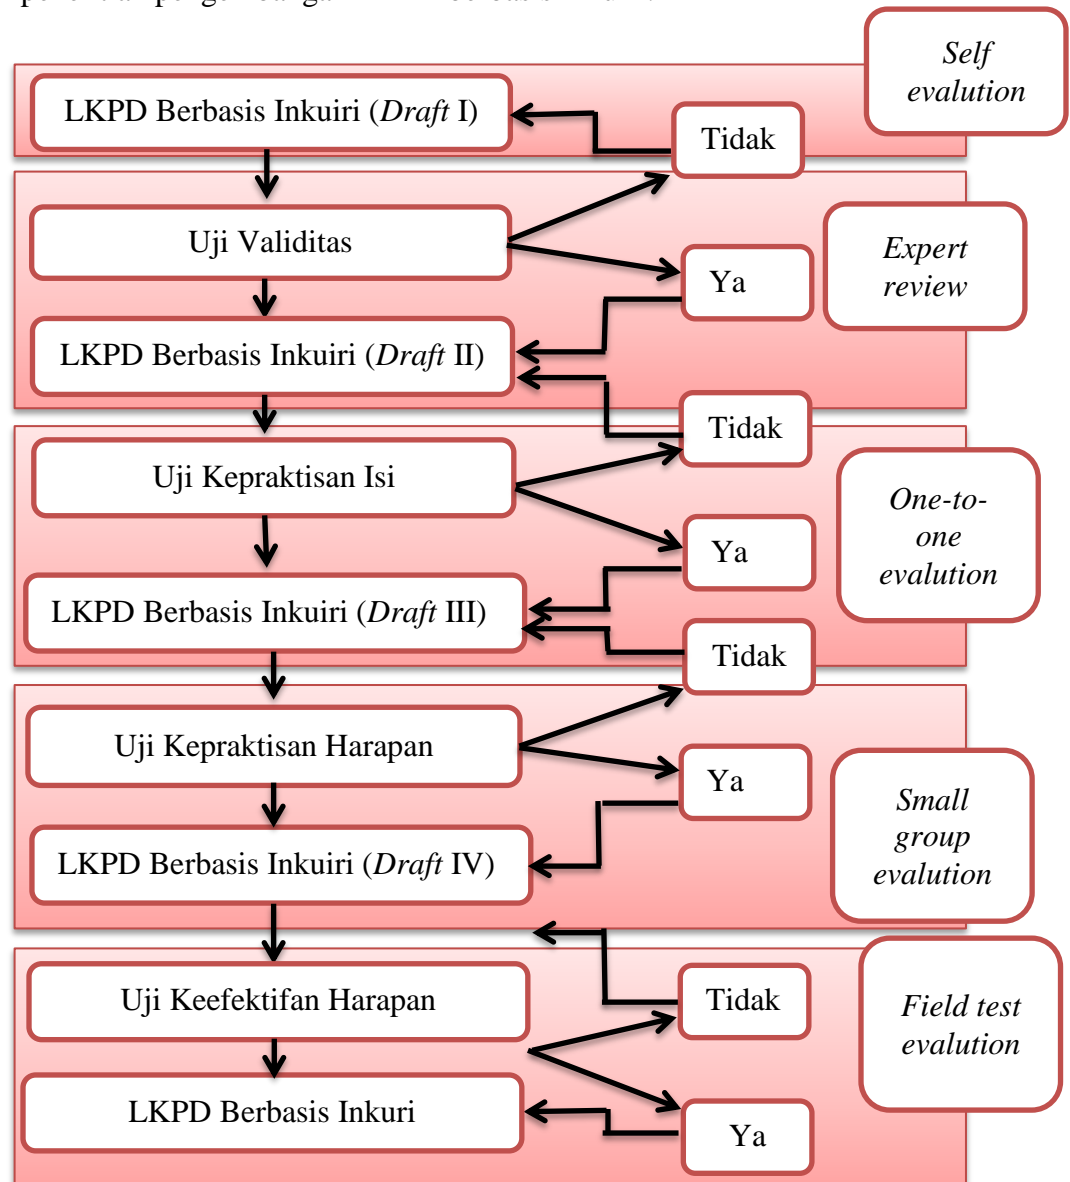 Self
evalution
LKPD Berbasis Inkuiri (Draft I)
Tidak
Uji Validitas
Ya
Expert
review
LKPD Berbasis Inkuiri (Draft II)
Tidak
Uji Kepraktisan Isi
Ya
One-to-
one
evalution
LKPD Berbasis Inkuiri (Draft III)
Tidak
Uji Kepraktisan Harapan
Ya
Small
group
evalution
LKPD Berbasis Inkuiri (Draft IV)
Uji Keefektifan Harapan
Tidak
Field test
evalution
LKPD Berbasis Inkuri
Ya